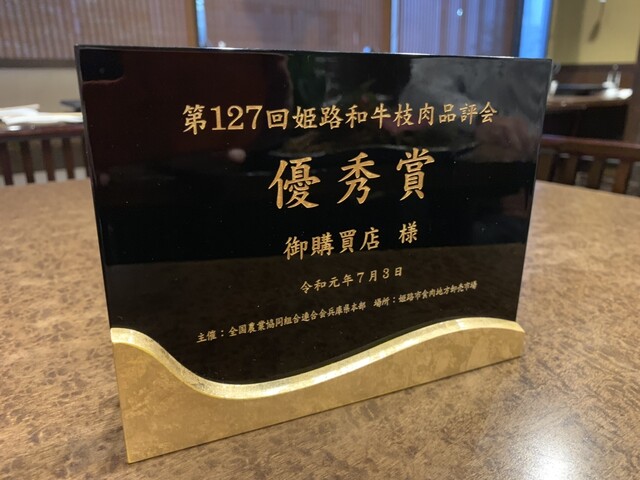 第127回姫路和牛枝肉品評会
優秀賞
御購買店 様
令和元年7月3日
主催：全国農業協同組合連合会兵庫県本部 場所：姫路市食肉地方卸売市場